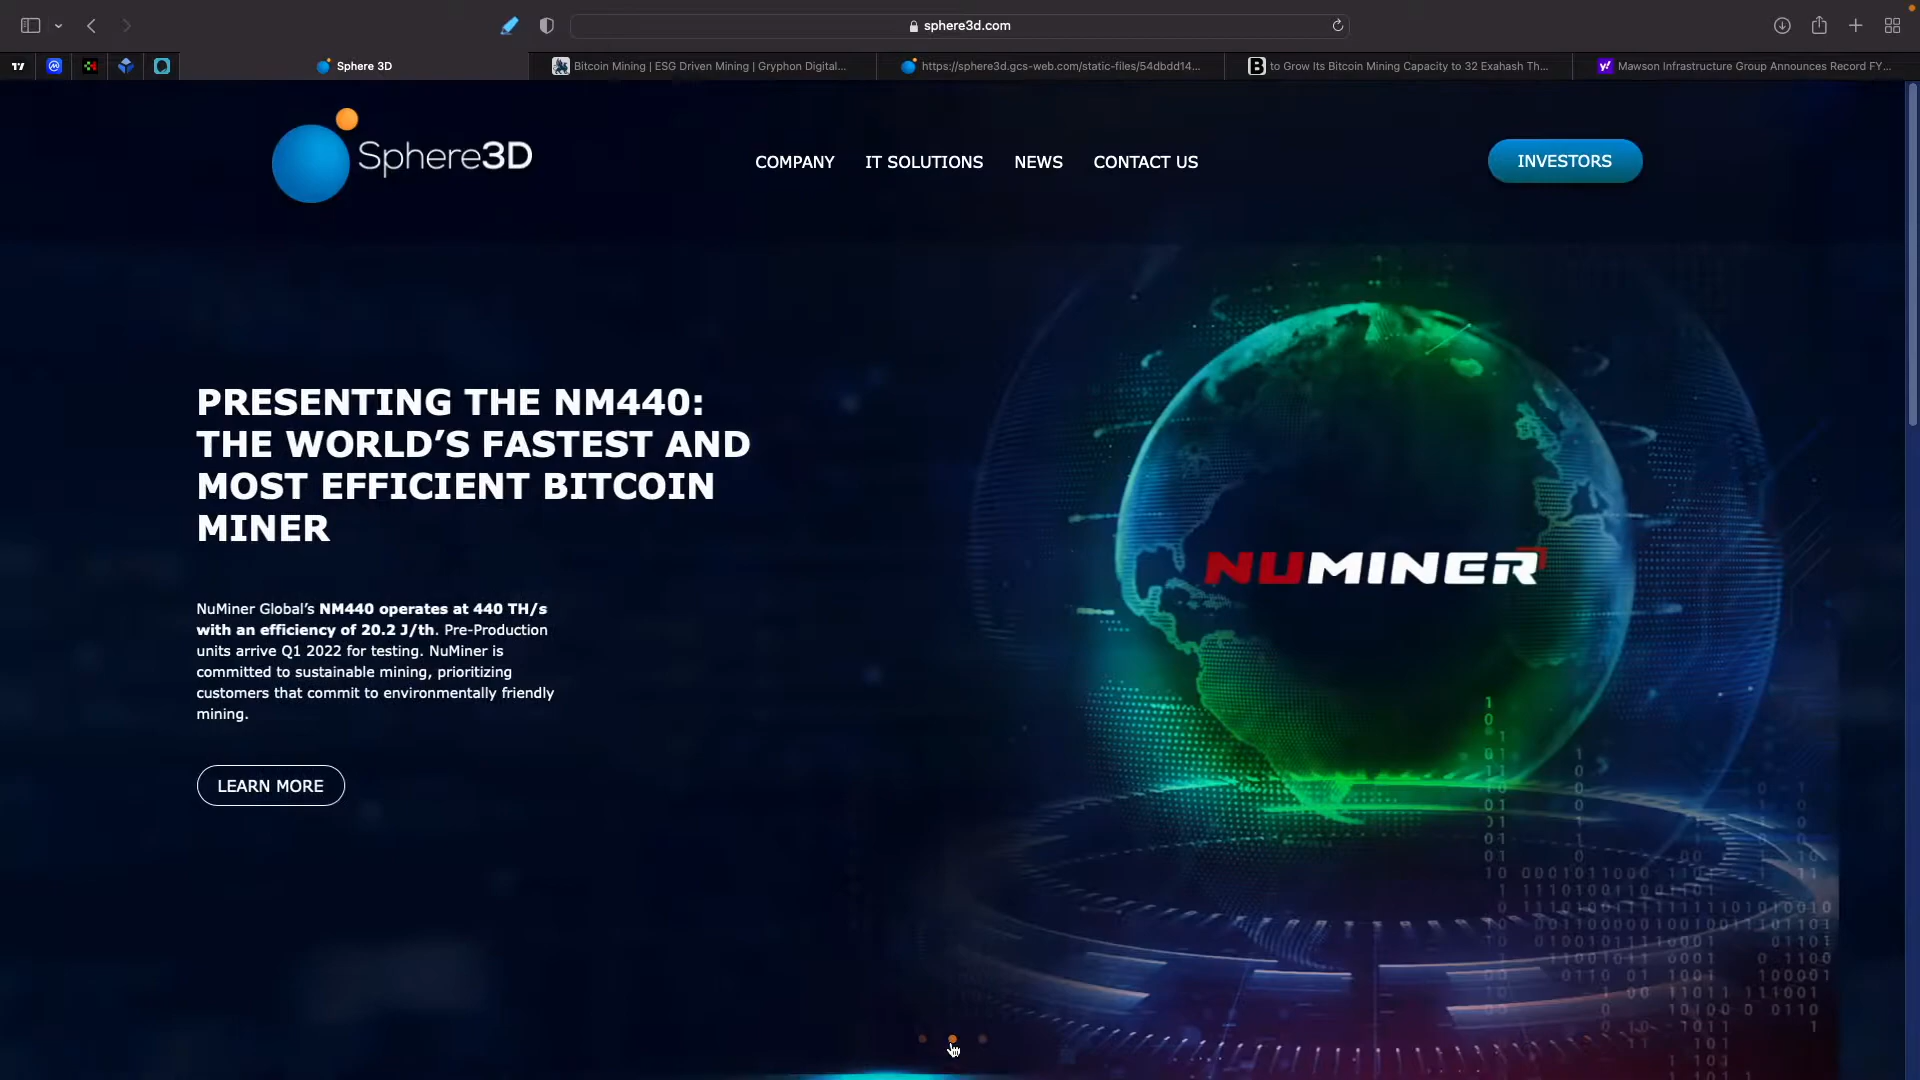 sphere3d.com
Sphere 3D
Bitcoin Mining | ESG Driven Mining | Gryphon Digital...
https://sphere3d.gcs-web.com/static-files/54dbdd14...
to Grow Its Bitcoin Mining Capacity to 32 Exahash Th...
Mawson Infrastructure Group Announces Record FY...
Sphere3D
COMPANY
IT SOLUTIONS
NEWS
CONTACT US
INVESTORS
PRESENTING THE NM440:
THE WORLD’S FASTEST AND
MOST EFFICIENT BITCOIN
MINER
NUMINER
NuMiner Global’s NM440 operates at 440 TH/s
with an efficiency of 20.2 J/th. Pre-Production
units arrive Q1 2022 for testing. NuMiner is
committed to sustainable mining, prioritizing
customers that commit to environmentally friendly
mining.
LEARN MORE